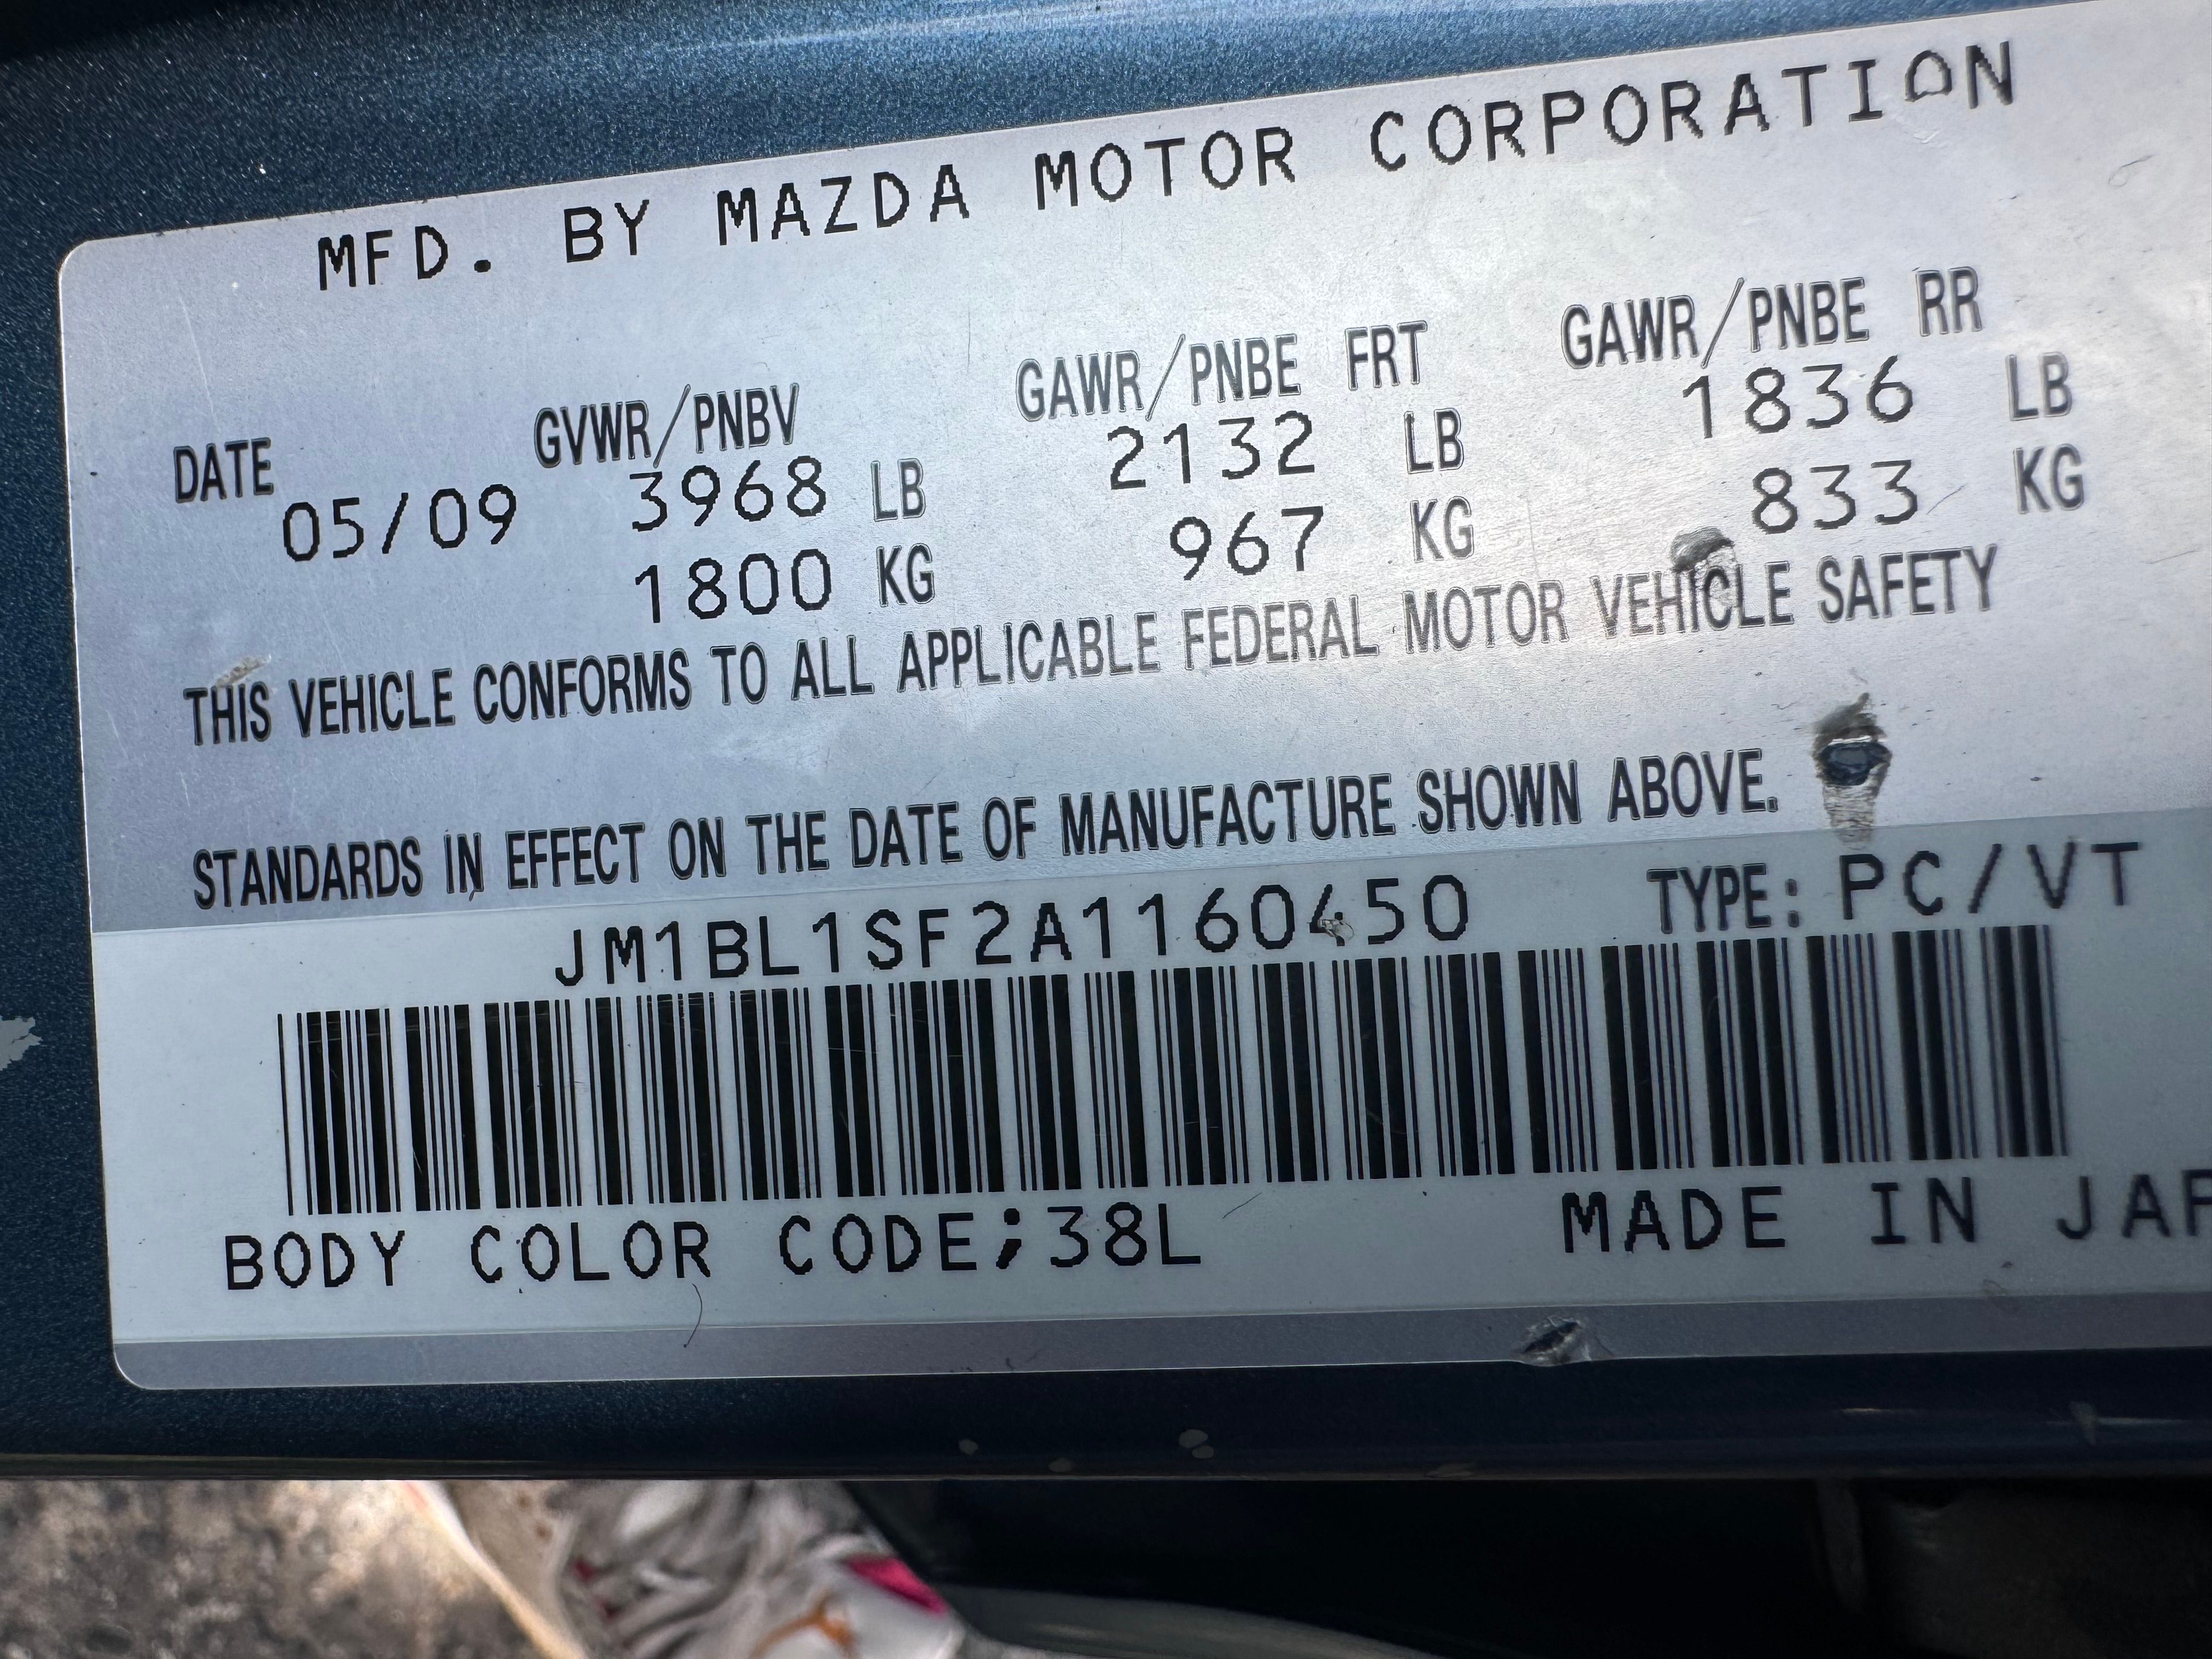 MFD. BY MAZDA MOTOR CORPORATION
DATE GVWR/PNBV GAWR/PNBE FRT GAWR/PNBE RR
05/09 3968 LB 2132 LB 1836 LB
1800 KG 967 KG 833 KG
THIS VEHICLE CONFORMS TO ALL APPLICABLE FEDERAL MOTOR VEHICLE SAFETY
STANDARDS IN EFFECT ON THE DATE OF MANUFACTURE SHOWN ABOVE.
JM1BL1SF2A1160450 TYPE: PC/VT
BODY COLOR CODE;38L MADE IN